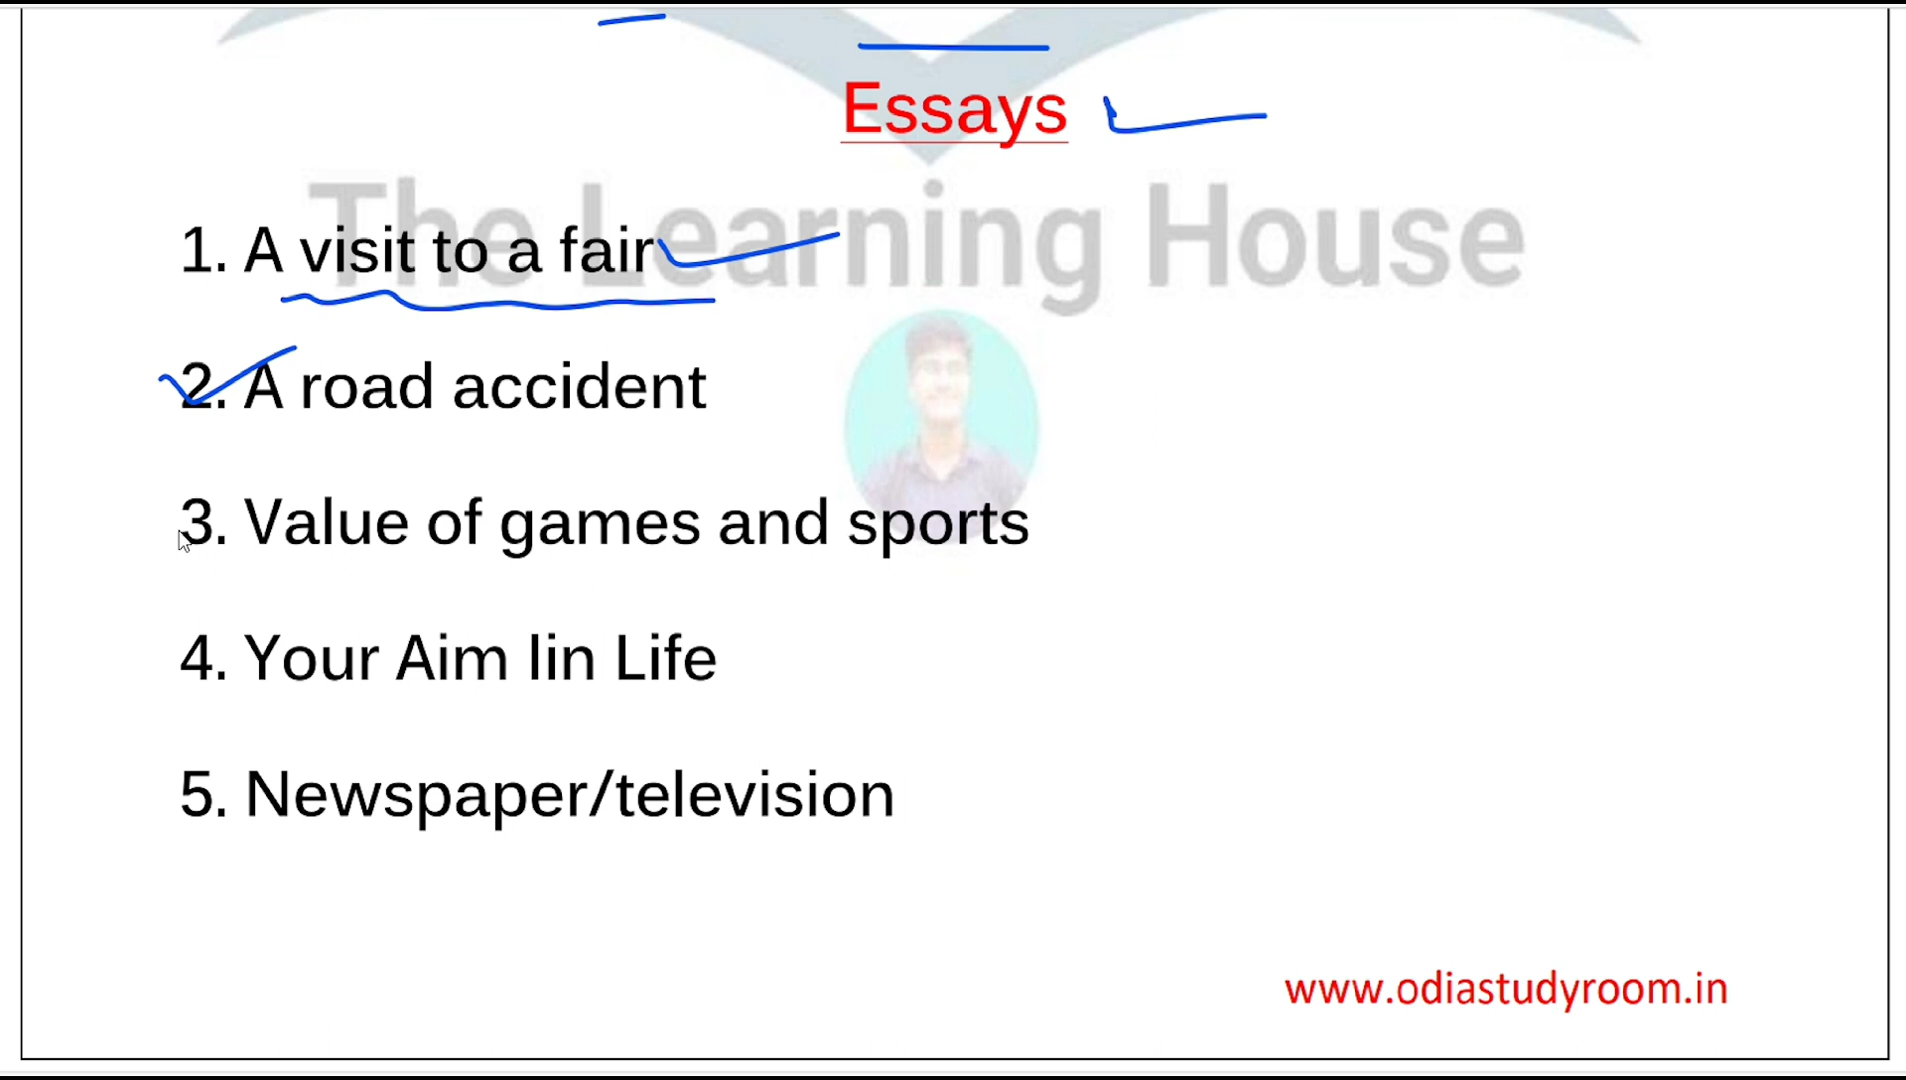 Essays
The Learning House
1. A visit to a fair
2. A road accident
3. Value of games and sports
4. Your Aim Iin Life
5. Newspaper/television
www.odiastudyroom.in